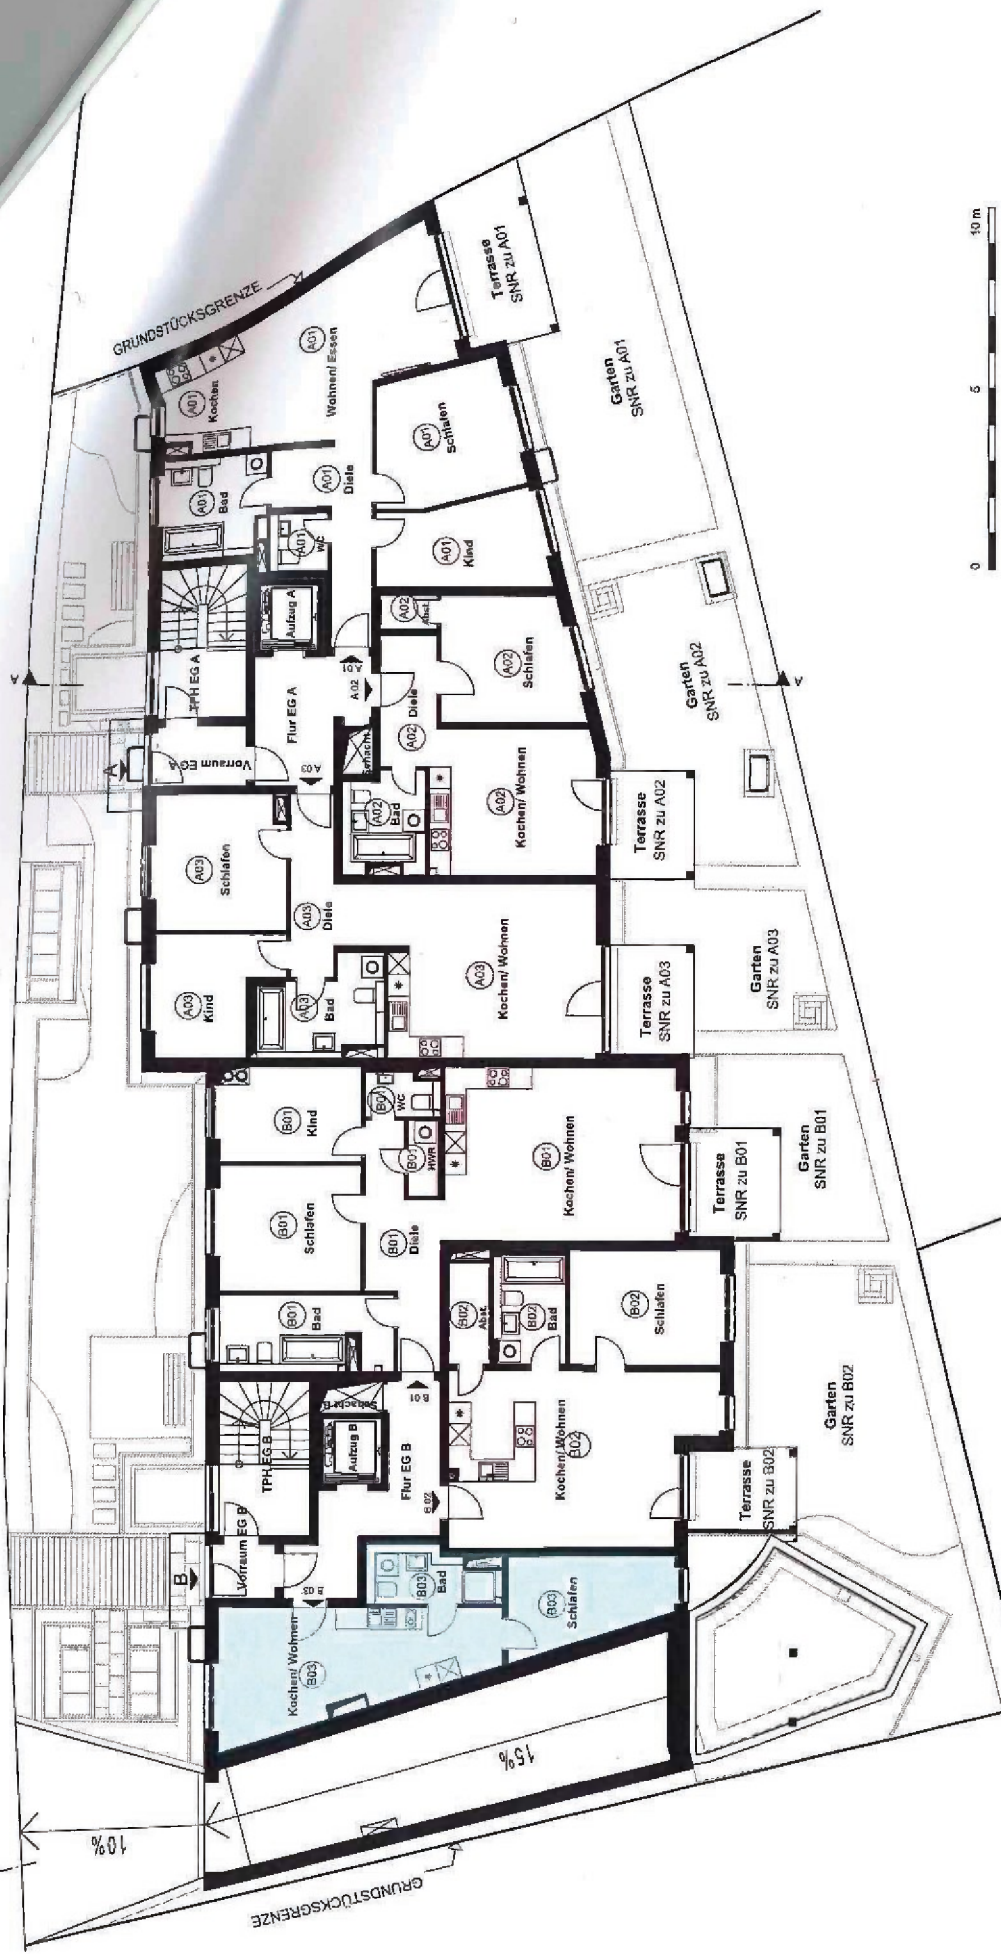 GRUNDSTÜCKSGRENZE
Terrasse
SNR zu A01
Garten
SNR zu A01
A01
Kochen
A01
Wohnen/ Essen
A01
Schlafen
A01
Bad
A01
Diele
A01
WC
A01
Kind
TPH EG A
Aufzug A
Flur EG A
Vorraum EG A
A
A
A
A 01
A 02
A 03
Schacht
A02
Abst.
A02
Schlafen
A02
Diele
A02
Bad
A02
Kochen/ Wohnen
Terrasse
SNR zu A02
Garten
SNR zu A02
A03
Schlafen
A03
Diele
A03
Kind
A03
Bad
A03
Kochen/ Wohnen
Terrasse
SNR zu A03
Garten
SNR zu A03
B01
Kind
B01
WC
B01
HWR
B01
Schlafen
B01
Diele
B01
Bad
B01
Kochen/ Wohnen
Terrasse
SNR zu B01
Garten
SNR zu B01
B02
Abst.
B02
Bad
B02
Schlafen
Kochen/ Wohnen
B02
Terrasse
SNR zu B02
Garten
SNR zu B02
TPH EG B
Schacht B
Aufzug B
Flur EG B
Vorraum EG B
B
B 01
B 02
B 03
Kochen/ Wohnen
B03
B03
Bad
B03
Schlafen
15%
10%
GRUNDSTÜCKSGRENZE
0
5
10 m